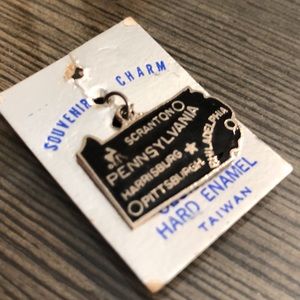 SOUVENIR CHARM
SCRANTON
PENNSYLVANIA
HARRISBURG
PHILADELPHIA
PITTSBURGH
HARD ENAMEL
TAIWAN